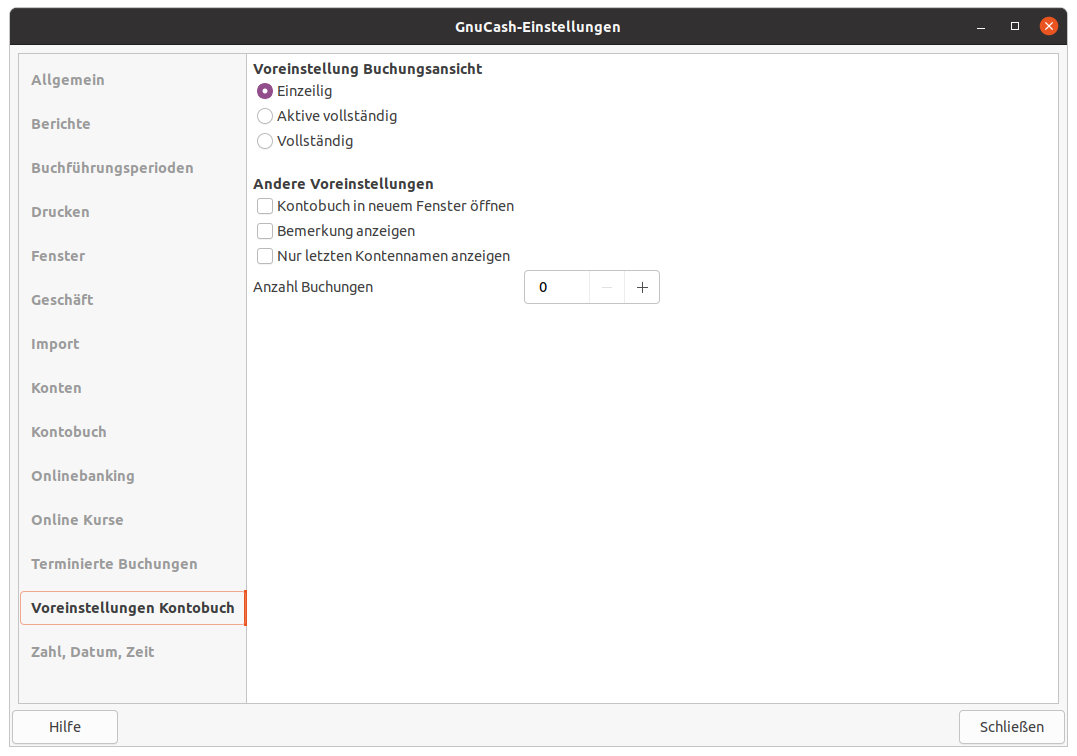 GnuCash-Einstellungen
Allgemein
Berichte
Buchführungsperioden
Drucken
Fenster
Geschäft
Import
Konten
Kontobuch
Onlinebanking
Online Kurse
Terminierte Buchungen
Voreinstellungen Kontobuch
Zahl, Datum, Zeit
Voreinstellung Buchungsansicht
Einzeilig
Aktive vollständig
Vollständig
Andere Voreinstellungen
Kontobuch in neuem Fenster öffnen
Bemerkung anzeigen
Nur letzten Kontennamen anzeigen
Anzahl Buchungen 0 − +
Hilfe Schließen